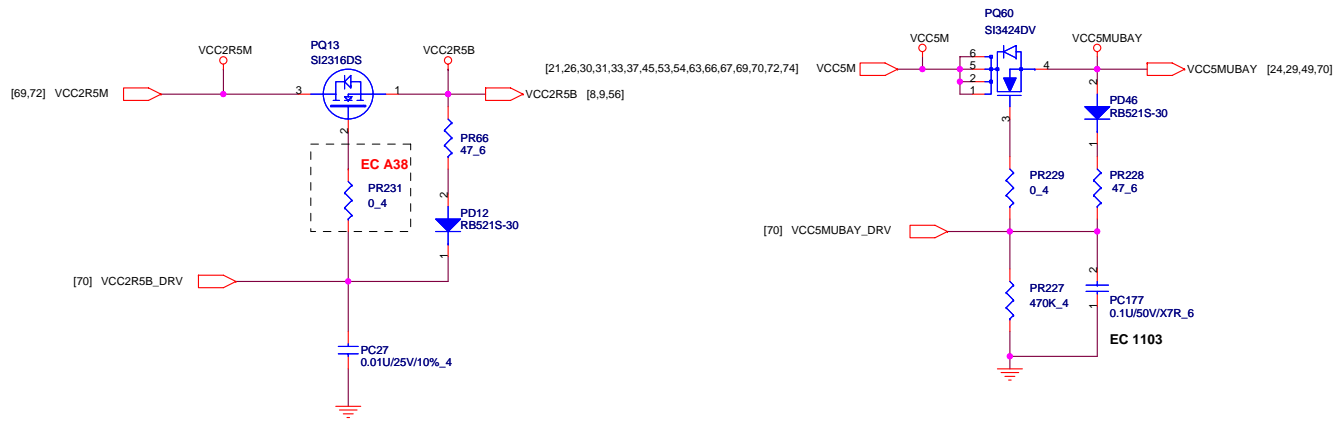 VCC2R5M
PQ13
SI2316DS
VCC2R5B
[69,72] VCC2R5M
3
1
VCC2R5B [8,9,56]
2
PR66
47_6
EC A38
PR231
0_4
2
PD12
RB521S-30
1
[70] VCC2R5B_DRV
PC27
0.01U/25V/10%_4
PQ60
SI3424DV
VCC5M
VCC5MUBAY
[21,26,30,31,33,37,45,53,54,63,66,67,69,70,72,74] VCC5M
6
5
2
1
4
VCC5MUBAY [24,29,49,70]
3
2
PD46
RB521S-30
1
PR229
0_4
PR228
47_6
[70] VCC5MUBAY_DRV
PR227
470K_4
2
PC177
0.1U/50V/X7R_6
1
EC 1103